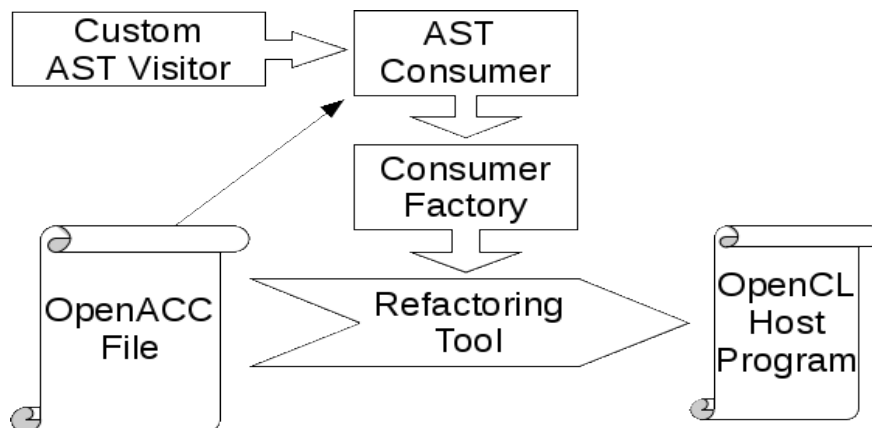 Custom
AST Visitor
AST
Consumer
Consumer
Factory
OpenACC
File
Refactoring
Tool
OpenCL
Host
Program